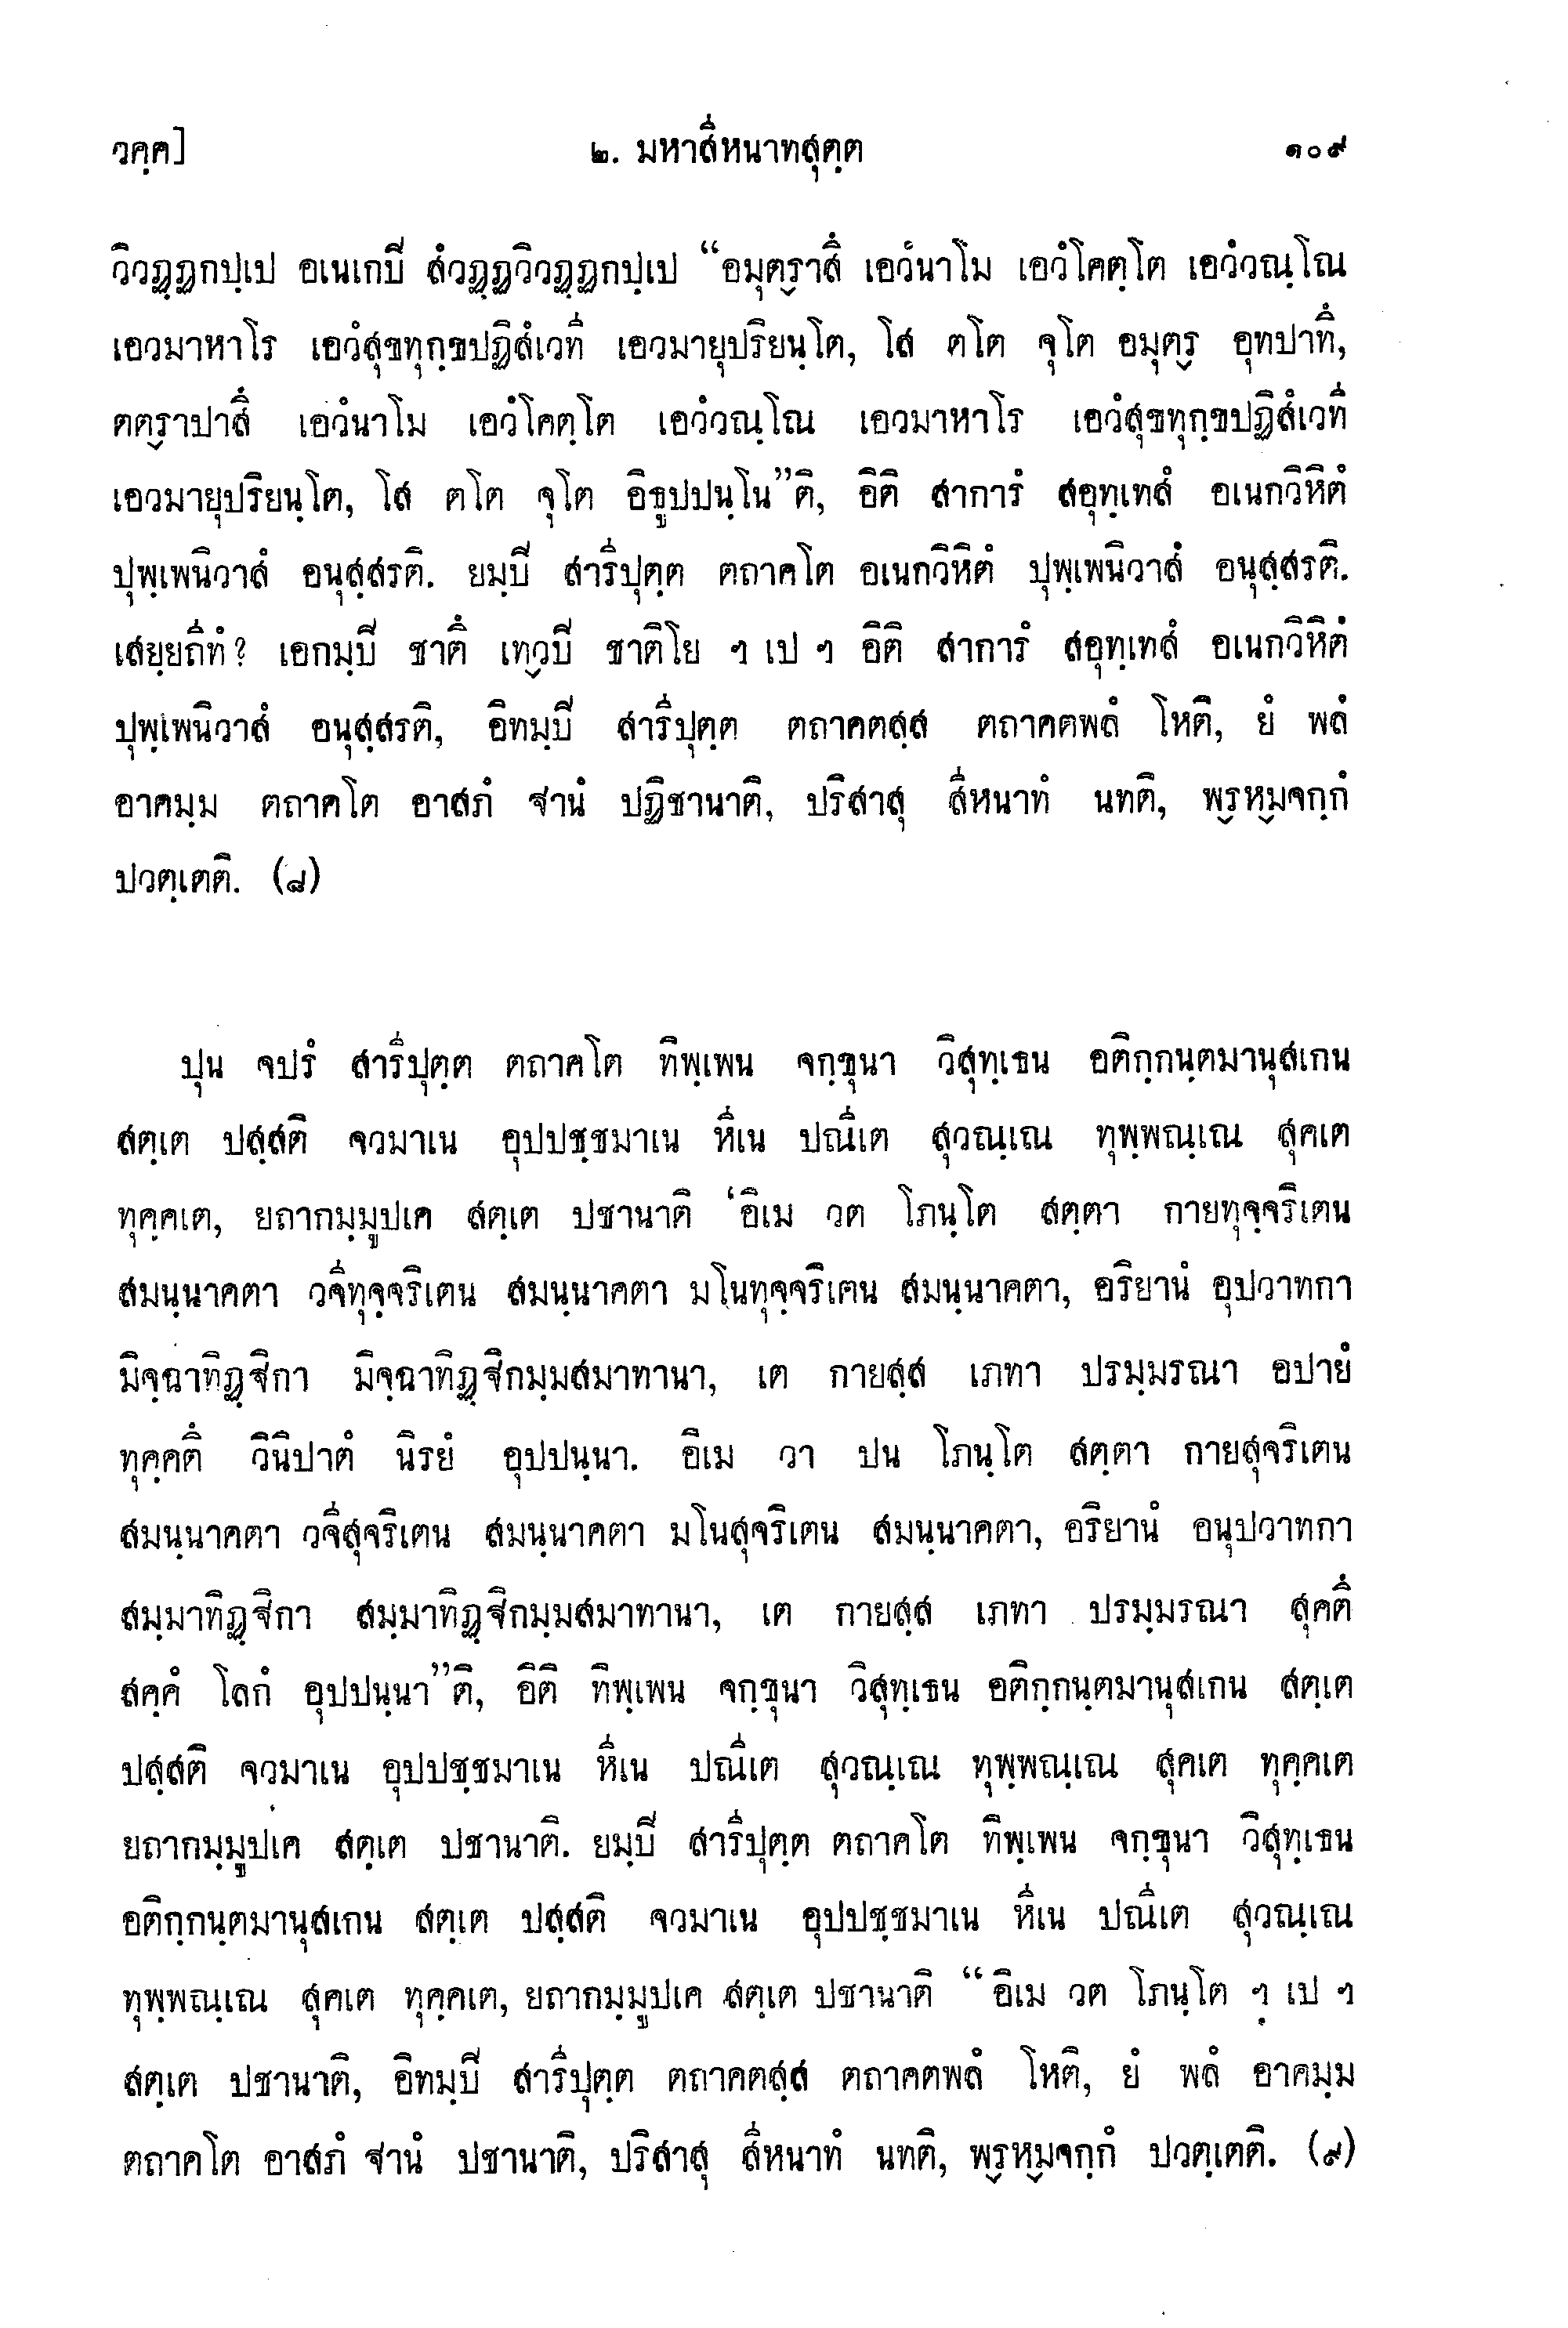 วคฺค]	๒. มหาสีหนาทสุตฺต	๑๐๙
วิวฏฺฏกปฺเป อเนเกปิ สํวฏฺฏวิวฏฺฏกปฺเป “อมุตฺร​าสึ เอวํนาโม เอวํโคตฺโต เอวํวณฺโณ
เอวมาหาโร เอวํสุขทุกฺขปฏิสํเวที เอวมายุปริยนฺโต, โส ตโต จุโต อมุตฺร อุทปาทึ,
ตตฺราปาสึ เอวํนาโม เอวํโคตฺโต เอวํวณฺโณ เอวมาหาโร เอวํสุขทุกฺขปฏิสํเวที
เอวมายุปริยนฺโต, โส ตโต จุโต อิธูปปนฺโน”ติ, อิติ สาการํ สอุทฺเทสํ อเนกวิหิตํ
ปุพฺเพนิวาสํ อนุสฺสรติ. ยมฺปิ สารีปุตฺต ตถาคโต อเนกวิหิตํ ปุพฺเพนิวาสํ อนุสฺสรติ.
เสยฺยถีทํ? เอกมฺปิ ชาตึ เทฺวปิ ชาติโย ฯ เป ฯ อิติ สาการํ สอุทฺเทสํ อเนกวิหิตํ
ปุพฺเพนิวาสํ อนุสฺสรติ, อิทมฺปิ สารีปุตฺต ตถาคตสฺส ตถาคตพลํ โหติ, ยํ พลํ
อาคมฺม ตถาคโต อาสภํ ฐานํ ปฏิชานาติ, ปริสาสุ สีหนาทํ นทติ, พฺรหฺมจกฺกํ
ปวตฺเตติ. (๘)
ปุน จปรํ สารีปุตฺต ตถาคโต ทิพฺเพน จกฺขุนา วิสุทฺเธน อติกฺกนฺตมานุสเกน
สตฺเต ปสฺสติ จวมาเน อุปปชฺชมาเน หีเน ปณีเต สุวณฺเณ ทุพฺพณฺเณ สุคเต
ทุคฺคเต, ยถากมฺมูปเค สตฺเต ปชานาติ ‘อิเม วต โภนฺโต สตฺตา กายทุจฺจริเตน
สมนฺนาคตา วจีทุจฺจริเตน สมนฺนาคตา มโนทุจฺจริเตน สมนฺนาคตา, อริยานํ อุปวาทกา
มิจฺฉาทิฏฺฐิกา มิจฺฉาทิฏฺฐิกมฺมสมาทานา, เต กายสฺส เภทา ปรมฺมรณา อปายํ
ทุคฺคตึ วินิปาตํ นิรยํ อุปปนฺนา. อิเม วา ปน โภนฺโต สตฺตา กายสุจริเตน
สมนฺนาคตา วจีสุจริเตน สมนฺนาคตา มโนสุจริเตน สมนฺนาคตา, อริยานํ อนุปวาทกา
สมฺมาทิฏฺฐิกา สมฺมาทิฏฺฐิกมฺมสมาทานา, เต กายสฺส เภทา ปรมฺมรณา สุคตึ
สคฺคํ โลกํ อุปปนฺนา”ติ, อิติ ทิพฺเพน จกฺขุนา วิสุทฺเธน อติกฺกนฺตมานุสเกน สตฺเต
ปสฺสติ จวมาเน อุปปชฺชมาเน หีเน ปณีเต สุวณฺเณ ทุพฺพณฺเณ สุคเต ทุคฺคเต
ยถากมฺมูปเค สตฺเต ปชานาติ. ยมฺปิ สารีปุตฺต ตถาคโต ทิพฺเพน จกฺขุนา วิสุทฺเธน
อติกฺกนฺตมานุสเกน สตฺเต ปสฺสติ จวมาเน อุปปชฺชมาเน หีเน ปณีเต สุวณฺเณ
ทุพฺพณฺเณ สุคเต ทุคฺคเต, ยถากมฺมูปเค สตฺเต ปชานาติ “อิเม วต โภนฺโต ฯ เป ฯ
สตฺเต ปชานาติ, อิทมฺปิ สารีปุตฺต ตถาคตสฺส ตถาคตพลํ โหติ, ยํ พลํ อาคมฺม
ตถาคโต อาสภํ ฐานํ ปชานาติ, ปริสาสุ สีหนาทํ นทติ, พฺรหฺมจกฺกํ ปวตฺเตติ. (๙)